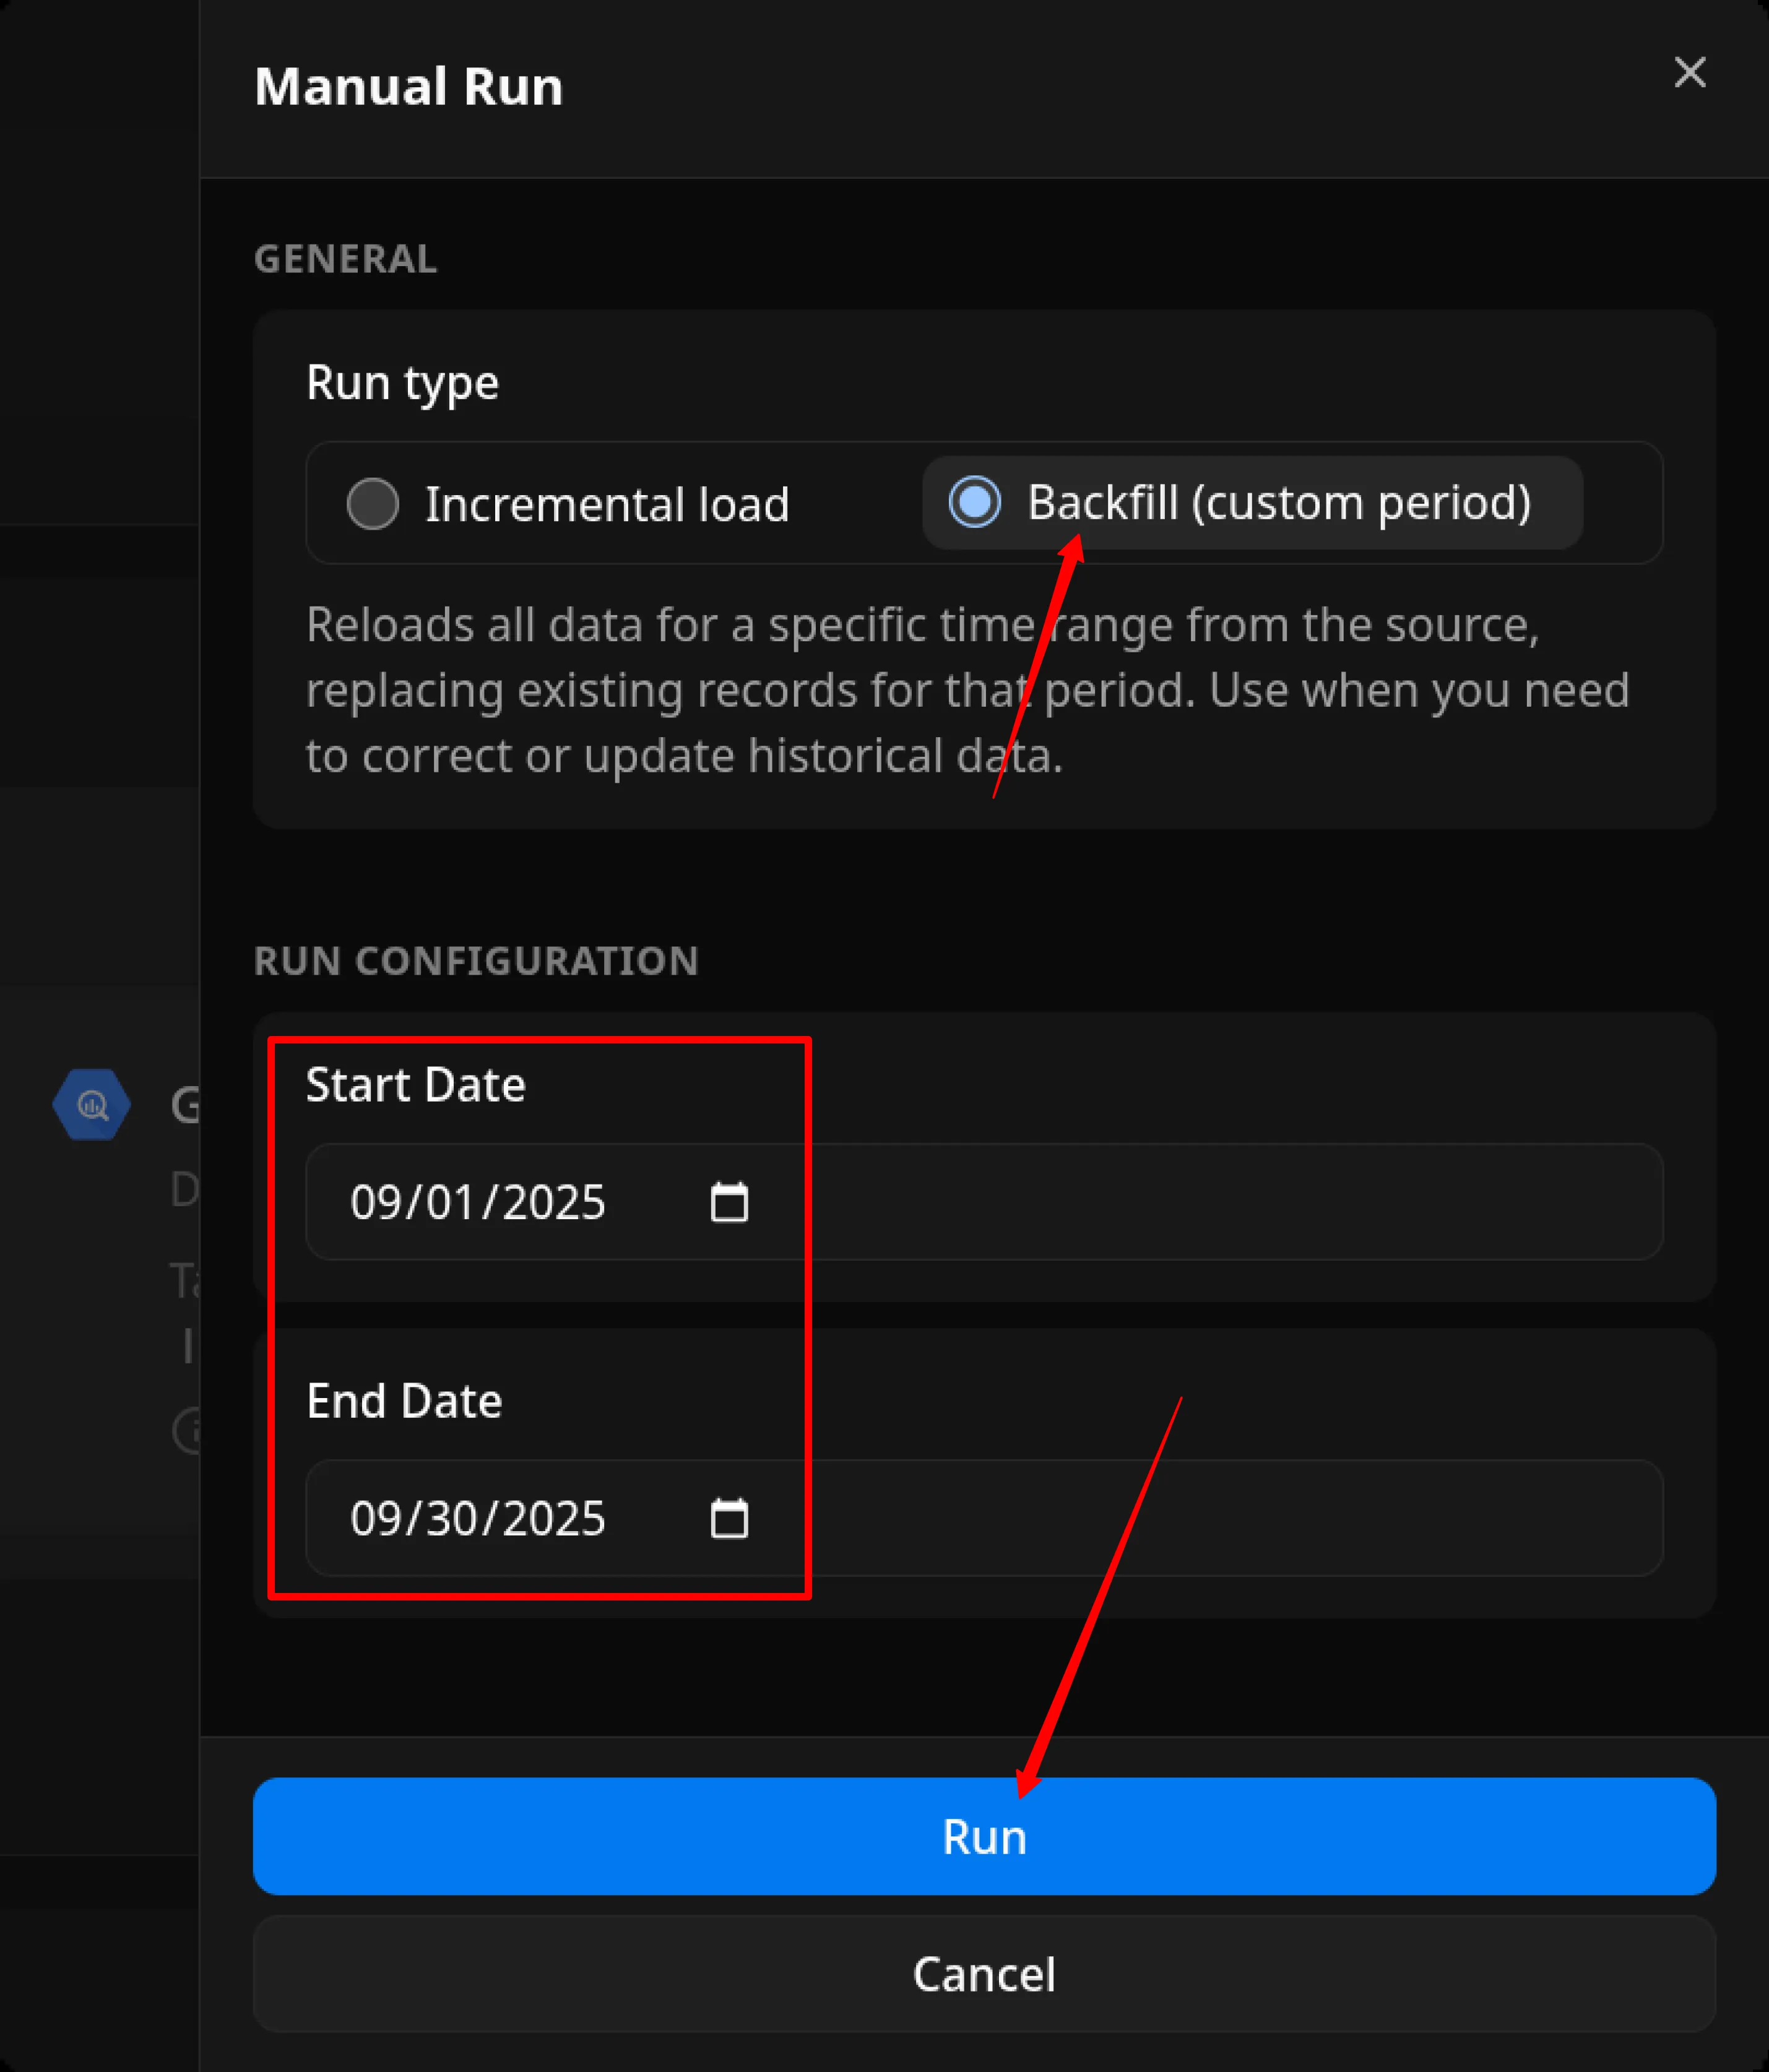 Manual Run
GENERAL
Run type
Incremental load
Backfill (custom period)
Reloads all data for a specific time range from the source,
replacing existing records for that period. Use when you need
to correct or update historical data.
RUN CONFIGURATION
Start Date
09/01/2025
End Date
09/30/2025
Run
Cancel